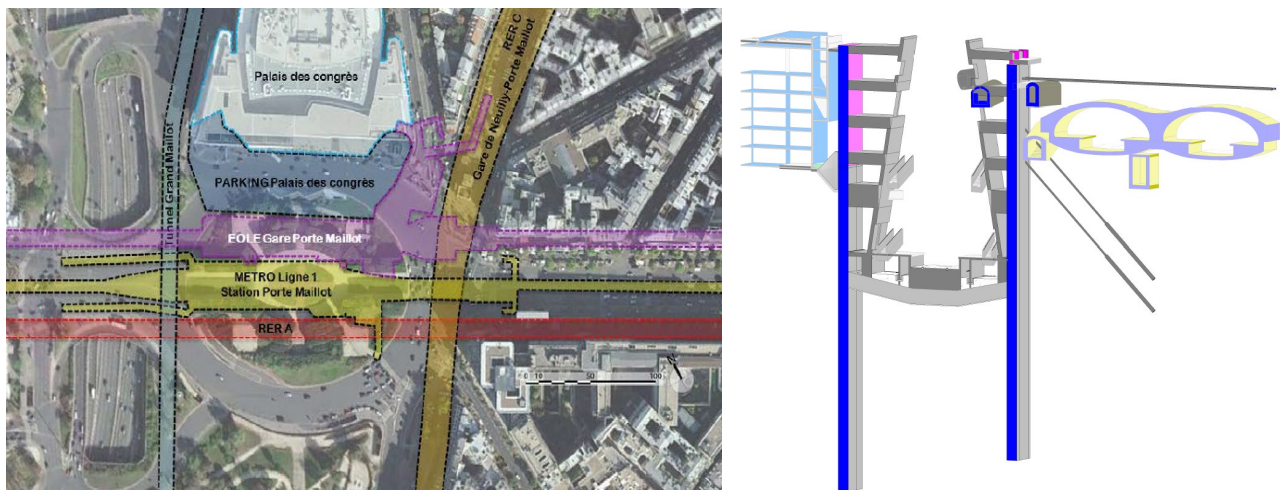 Palais des congrès
PARKING Palais des congrès
Tunnel Grand Maillot
RER C
Gare de Neuilly-Porte Maillot
EOLE Gare Porte Maillot
METRO Ligne 1
Station Porte Maillot
RER A
0 10 50 100